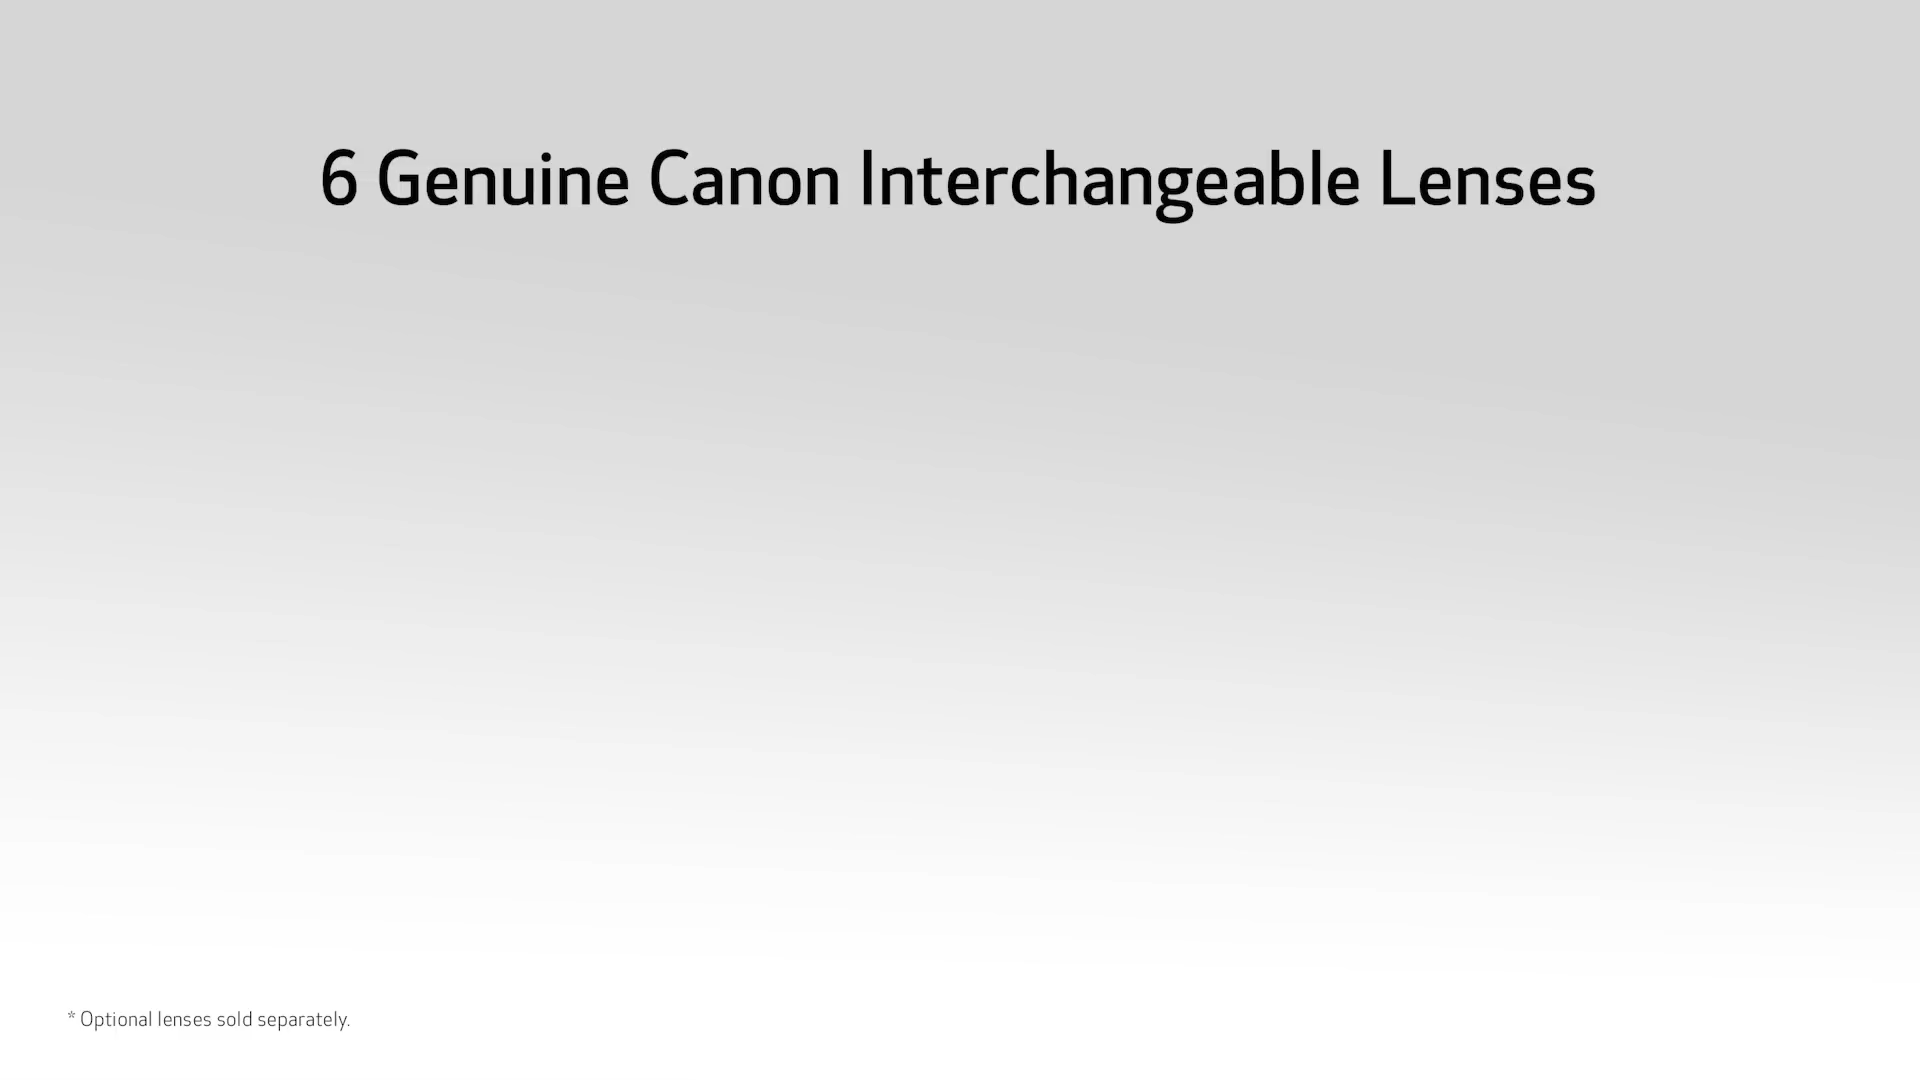 6 Genuine Canon Interchangeable Lenses
* Optional lenses sold separately.